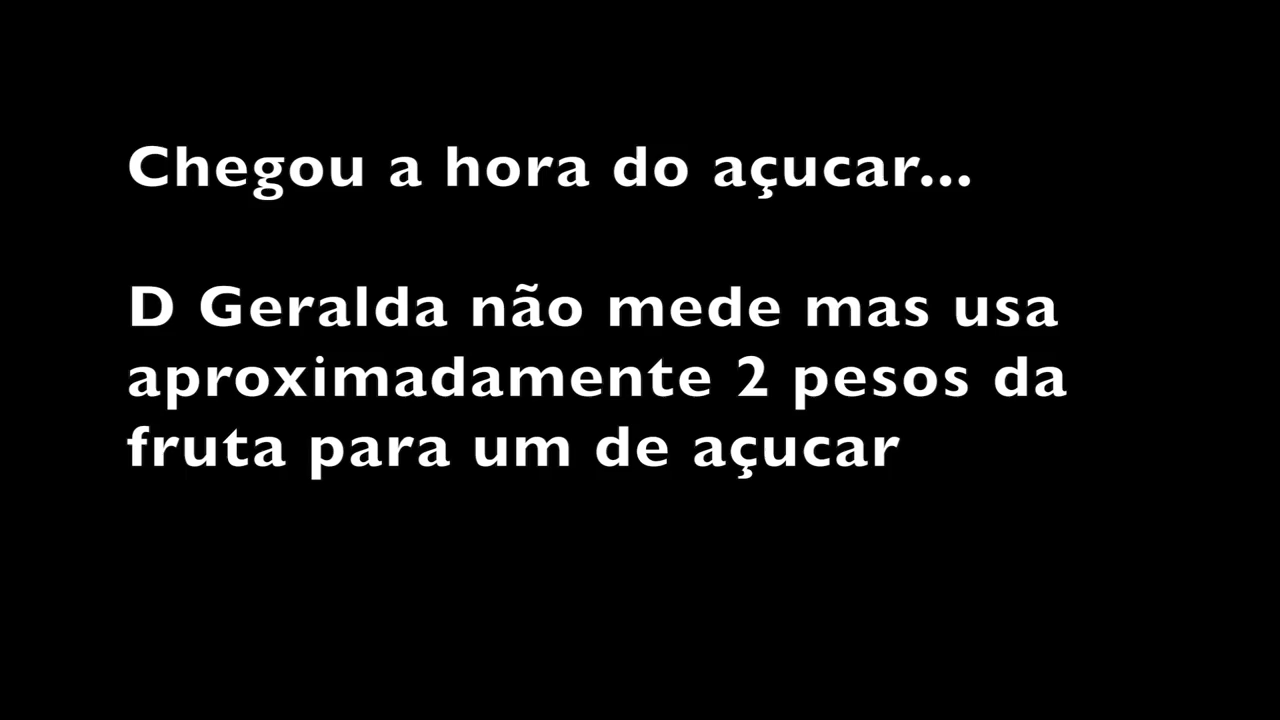 Chegou a hora do açucar...
D Geralda não mede mas usa
aproximadamente 2 pesos da
fruta para um de açucar